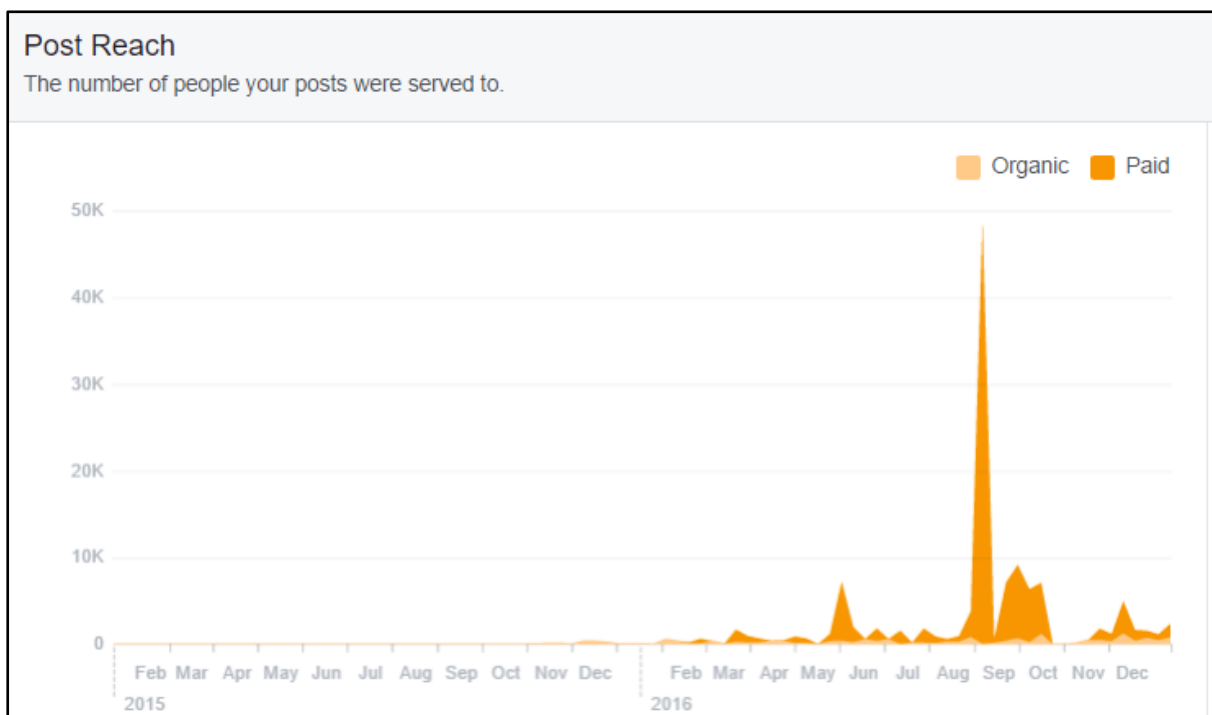 Post Reach
The number of people your posts were served to.
Organic Paid
50K
40K
30K
20K
10K
0
Feb Mar Apr May Jun Jul Aug Sep Oct Nov Dec Feb Mar Apr May Jun Jul Aug Sep Oct Nov Dec
2015 2016